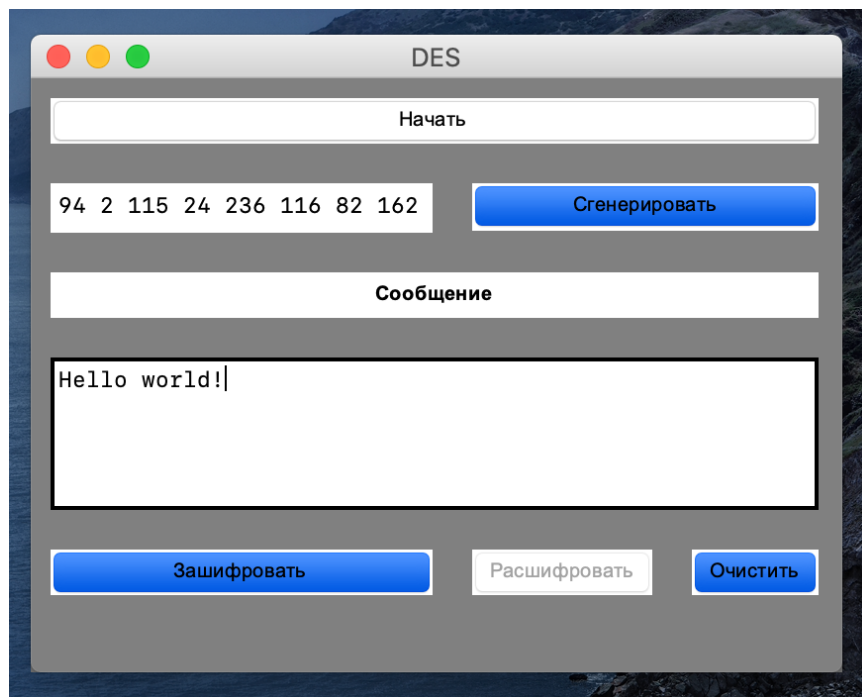 DES
Начать
94 2 115 24 236 116 82 162
Сгенерировать
Сообщение
Hello world!
Зашифровать
Расшифровать
Очистить